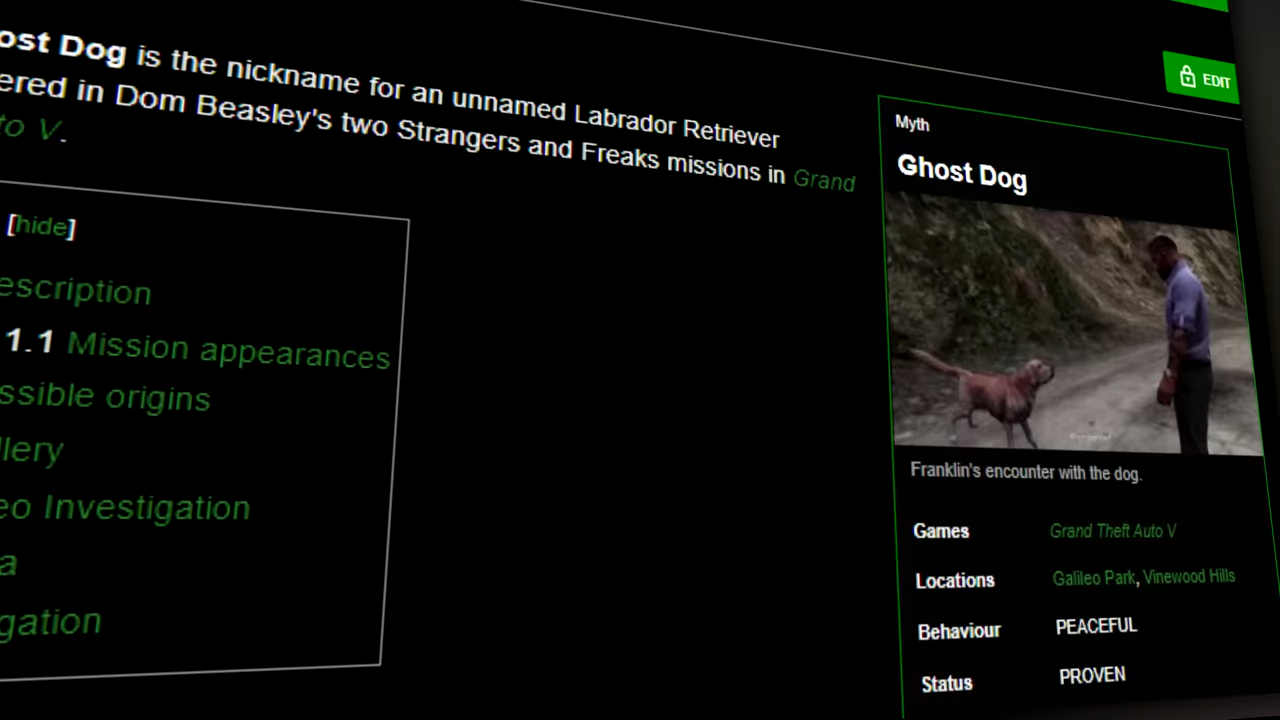 ost Dog is the nickname for an unnamed Labrador Retriever
ered in Dom Beasley's two Strangers and Freaks missions in Grand
to V.
[hide]
escription
1.1 Mission appearances
ssible origins
llery
eo Investigation
a
gation
EDIT
Myth
Ghost Dog
Franklin's encounter with the dog.
Games Grand Theft Auto V
Locations Galileo Park, Vinewood Hills
Behaviour PEACEFUL
Status PROVEN